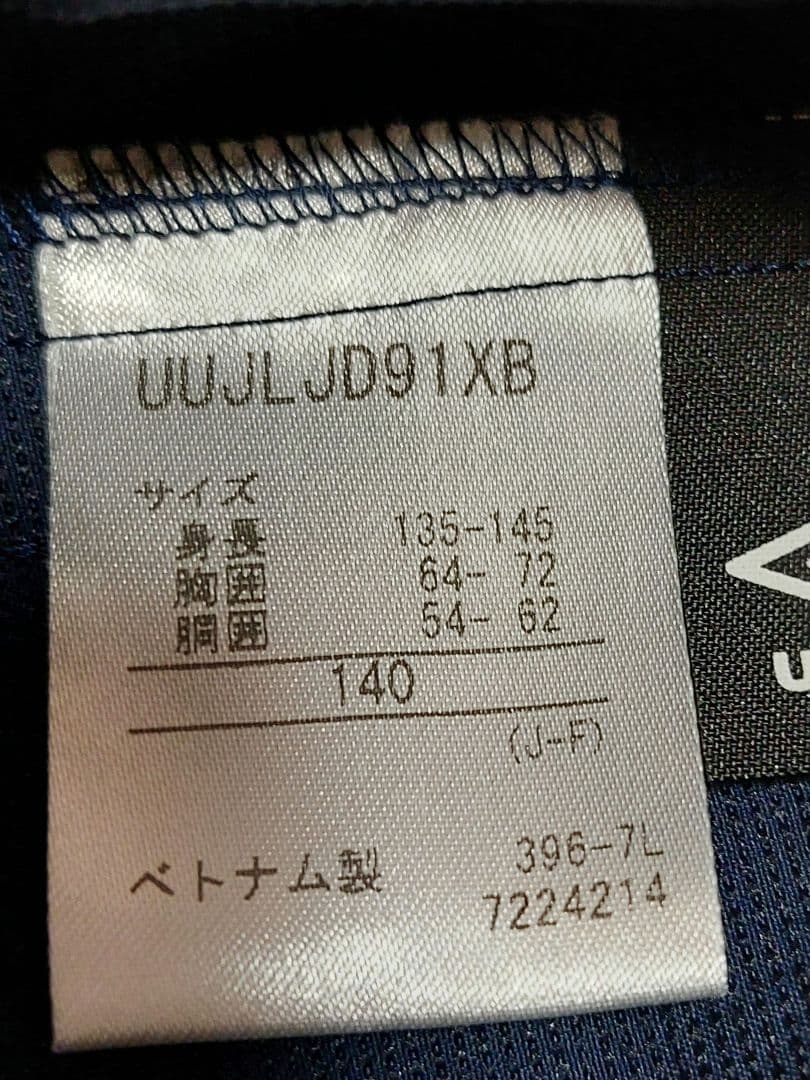 UUJLJD91XB
サイズ
身長 135-145
胸囲 64- 72
胴囲 54- 62
140
(J-F)
ベトナム製 396-7L
7224214